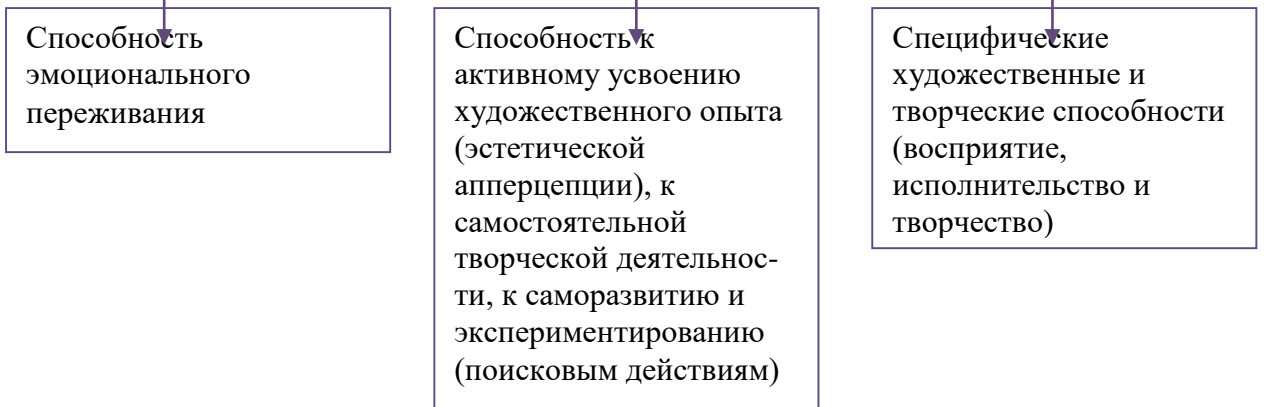 Способность
эмоционального
переживания
Способность к
активному усвоению
художественного опыта
(эстетической
апперцепции), к
самостоятельной
творческой деятельнос-
ти, к саморазвитию и
экспериментированию
(поисковым действиям)
Специфические
художественные и
творческие способности
(восприятие,
исполнительство и
творчество)